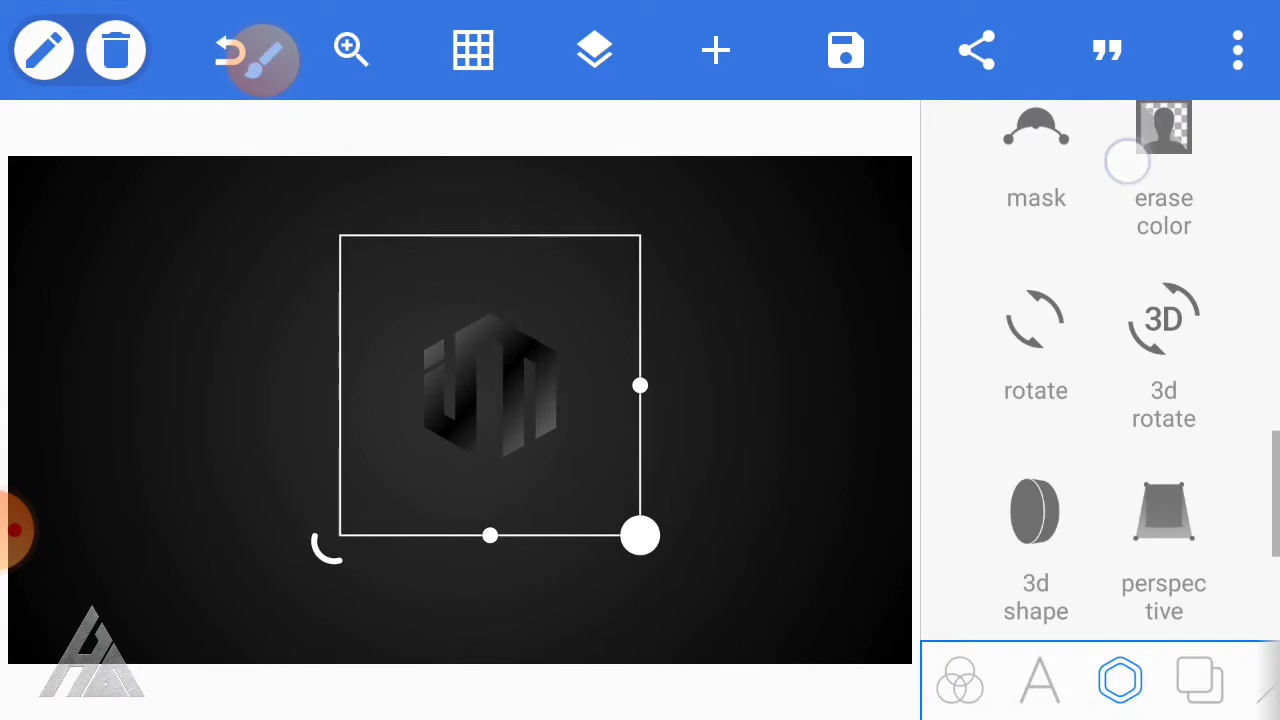 mask
erase
color
3D
rotate
3d
rotate
3d
shape
perspec
tive